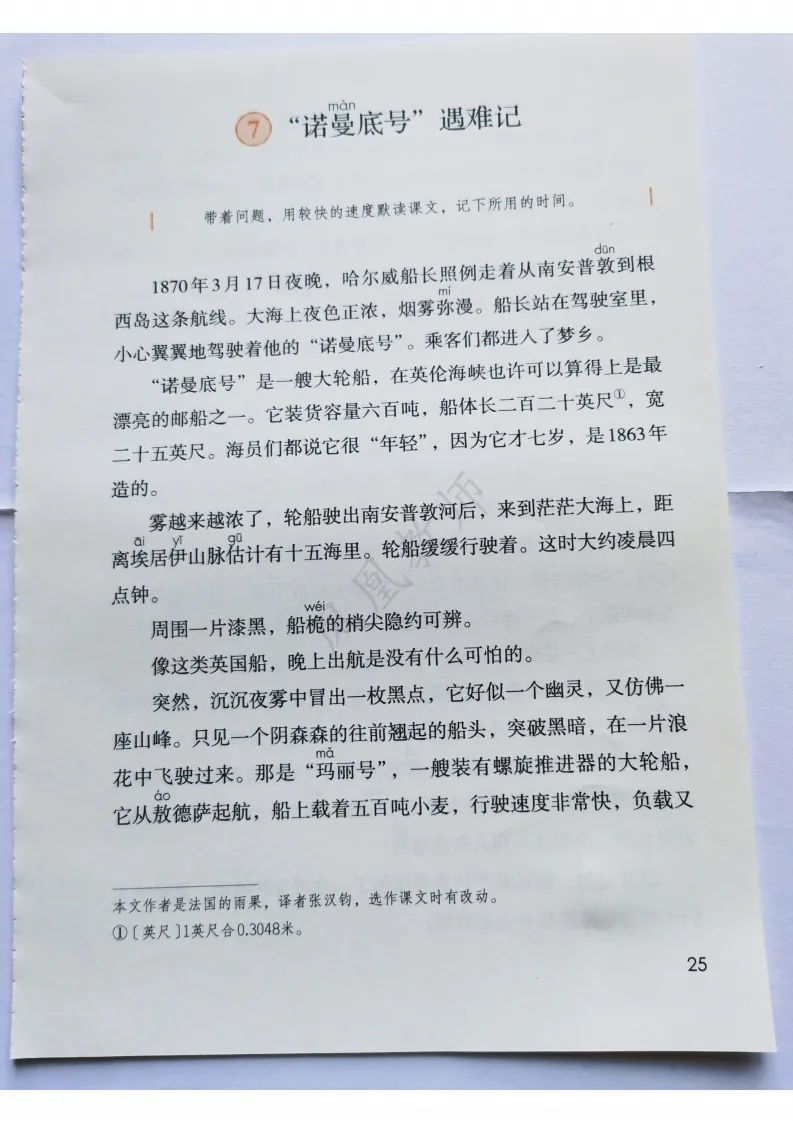 màn
7 “诺曼底号”遇难记
带着问题，用较快的速度默读课文，记下所用的时间。
dūn
1870年3月17日夜晚，哈尔威船长照例走着从南安普敦到根
mí
西岛这条航线。大海上夜色正浓，烟雾弥漫。船长站在驾驶室里，
小心翼翼地驾驶着他的“诺曼底号”。乘客们都进入了梦乡。
“诺曼底号”是一艘大轮船，在英伦海峡也许可以算得上是最
漂亮的邮船之一。它装货容量六百吨，船体长二百二十英尺①，宽
二十五英尺。海员们都说它很“年轻”，因为它才七岁，是1863年
造的。
雾越来越浓了，轮船驶出南安普敦河后，来到茫茫大海上，距
āi yī gū
离埃居伊山脉估计有十五海里。轮船缓缓行驶着。这时大约凌晨四
点钟。
wéi
周围一片漆黑，船桅的梢尖隐约可辨。
像这类英国船，晚上出航是没有什么可怕的。
突然，沉沉夜雾中冒出一枚黑点，它好似一个幽灵，又仿佛一
座山峰。只见一个阴森森的往前翘起的船头，突破黑暗，在一片浪
mǎ
花中飞驶过来。那是“玛丽号”，一艘装有螺旋推进器的大轮船，
áo
它从敖德萨起航，船上载着五百吨小麦，行驶速度非常快，负载又
本文作者是法国的雨果，译者张汉钧，选作课文时有改动。
①〔英尺〕1英尺合0.3048米。
25